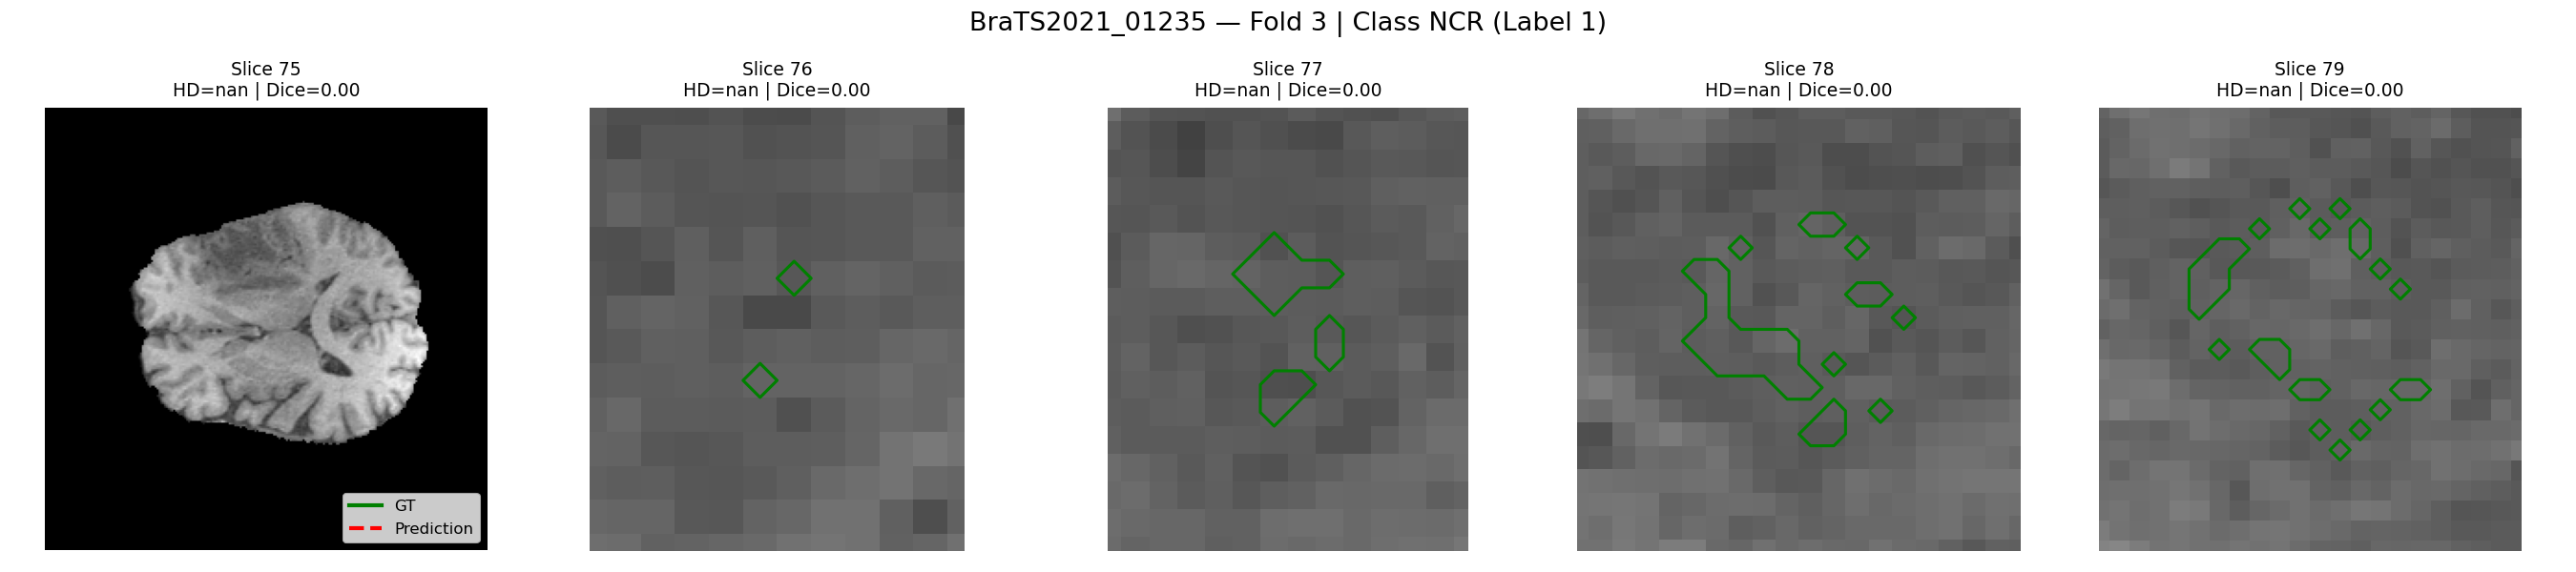 BraTS2021_01235 — Fold 3 | Class NCR (Label 1)
Slice 75
HD=nan | Dice=0.00
Slice 76
HD=nan | Dice=0.00
Slice 77
HD=nan | Dice=0.00
Slice 78
HD=nan | Dice=0.00
Slice 79
HD=nan | Dice=0.00
GT
Prediction